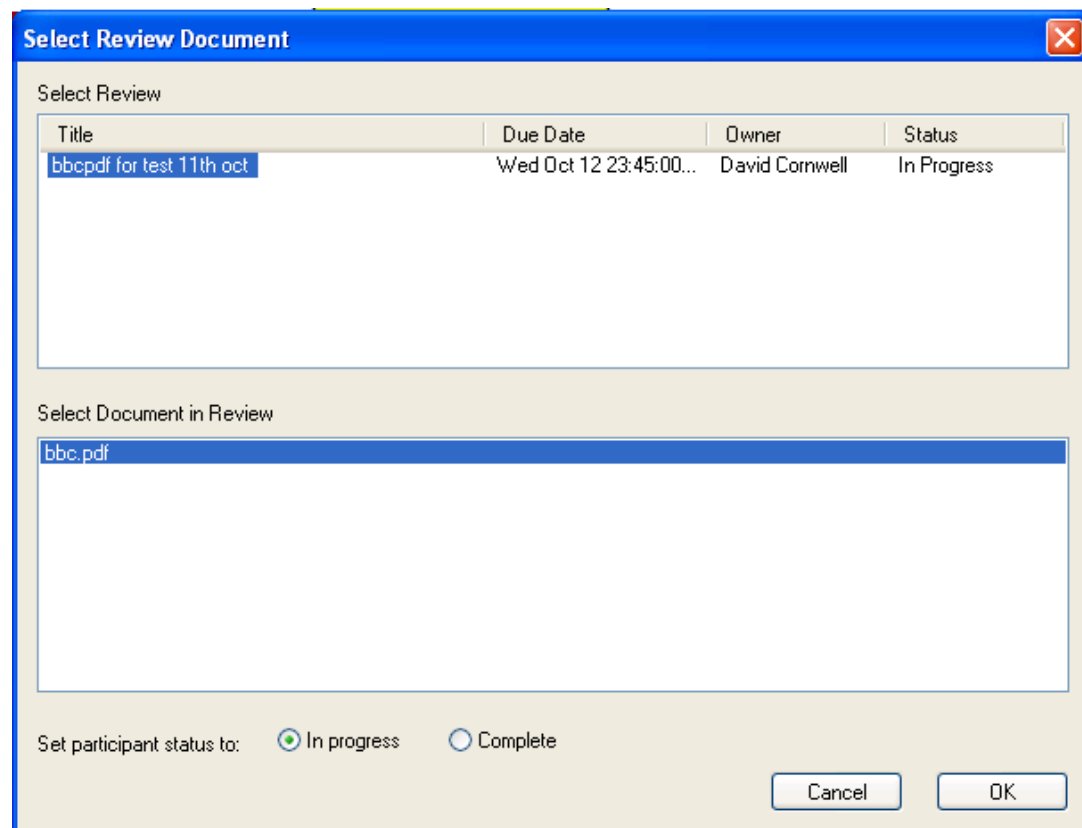 Select Review Document
Select Review
Title Due Date Owner Status
bbcpdf for test 11th oct Wed Oct 12 23:45:00... David Cornwell In Progress
Select Document in Review
bbc.pdf
Set participant status to: In progress Complete
Cancel OK